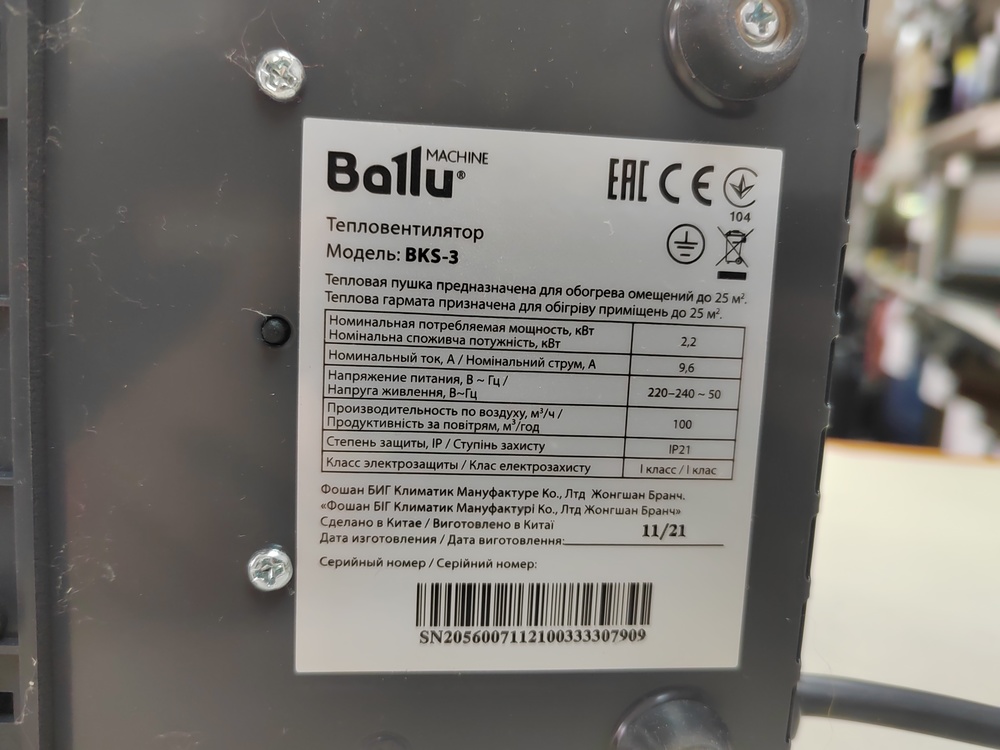 Ballu® MACHINE
EAC CE
104
Тепловентилятор
Модель: BKS-3
Тепловая пушка предназначена для обогрева омещений до 25 м².
Теплова гармата призначена для обігріву приміщень до 25 м².
Номинальная потребляемая мощность, кВт
Номінальна споживча потужність, кВт
2,2
Номинальный ток, А / Номінальний струм, А
9,6
Напряжение питания, В ~ Гц /
Напруга живлення, В~Гц
220–240 ~ 50
Производительность по воздуху, м³/ч /
Продуктивність за повітрям, м³/год
100
Степень защиты, IP / Ступінь захисту
IP21
Класс электрозащиты / Клас електрозахисту
I класс / I клас
Фошан БИГ Климатик Мануфактуре Ко., Лтд Жонгшан Бранч.
«Фошан БІГ Климатик Мануфактурі Ко., Лтд Жонгшан Бранч»
Сделано в Китае / Виготовлено в Китаї
Дата изготовления / Дата виготовлення: 11/21
Серийный номер / Серійний номер:
SN2056007112100333307909